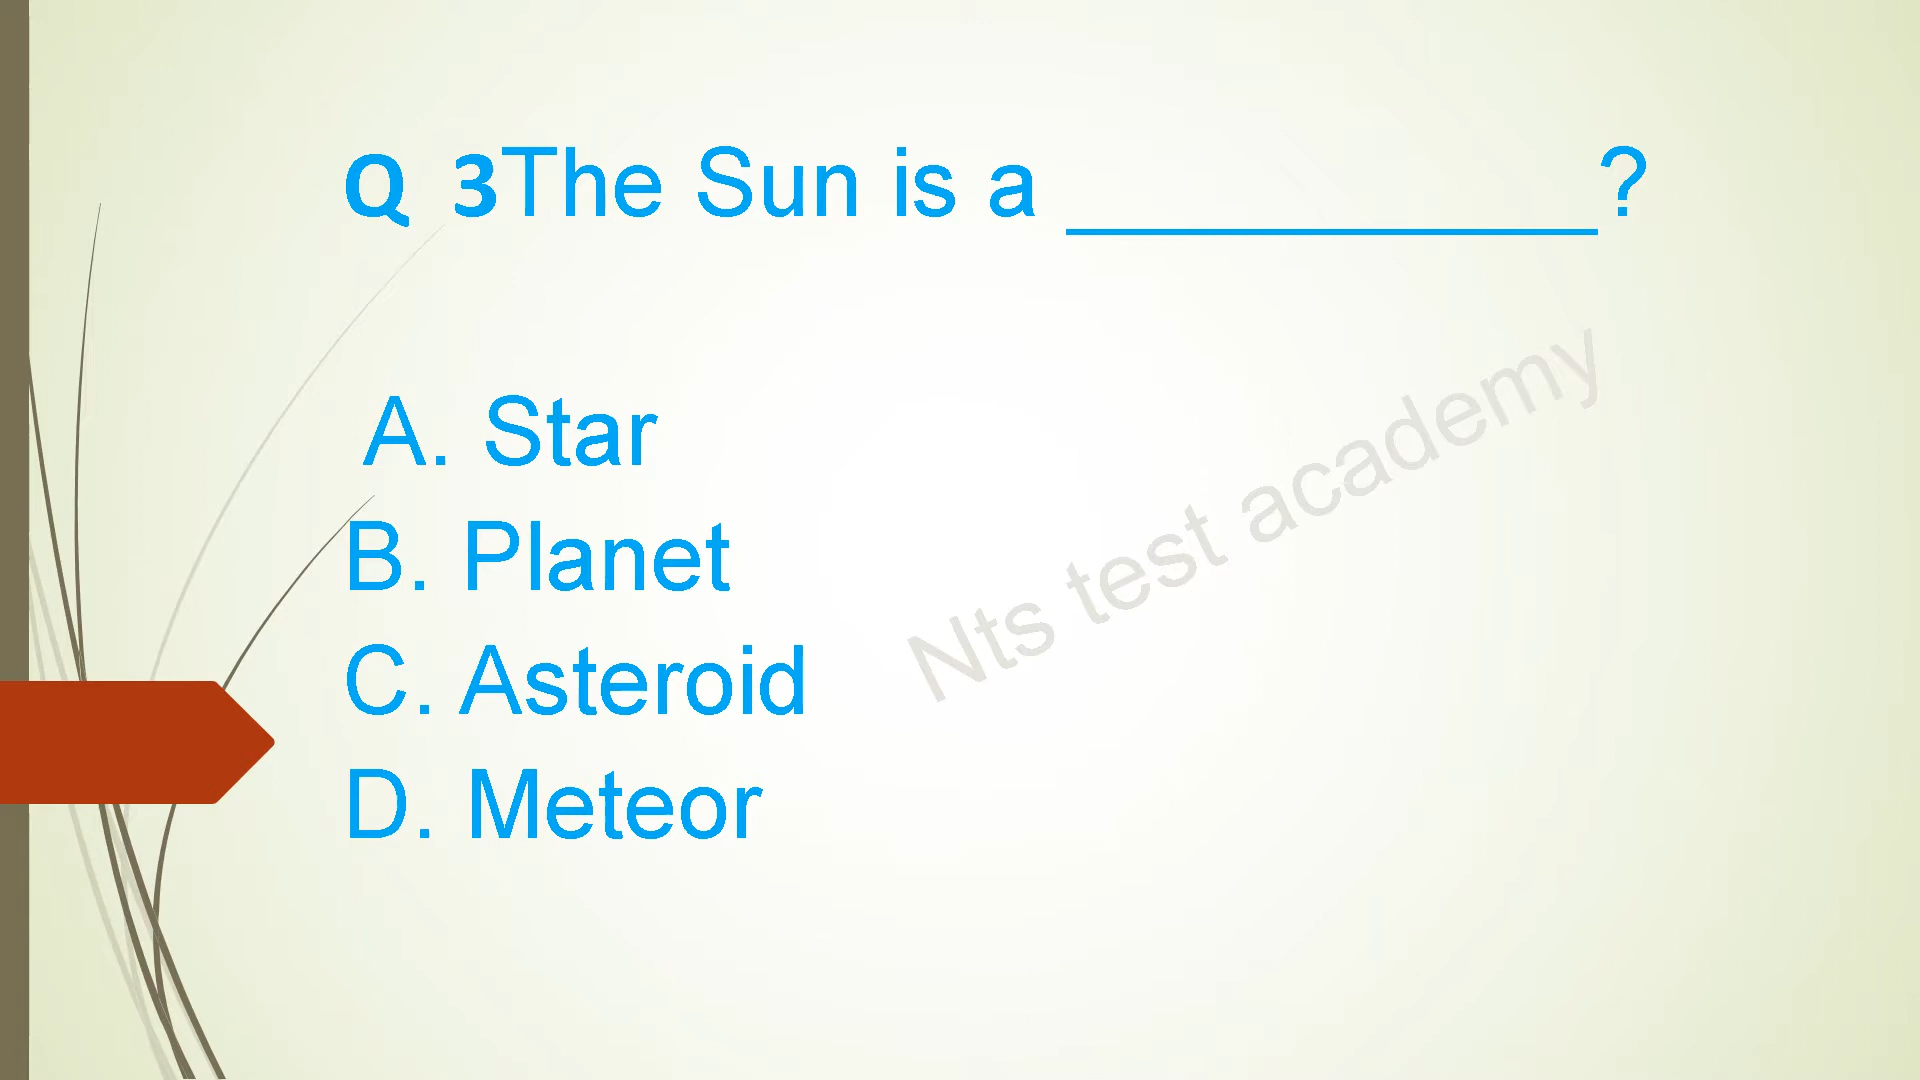 Q 3The Sun is a ___________?
A. Star
B. Planet
C. Asteroid
D. Meteor
Nts test academy